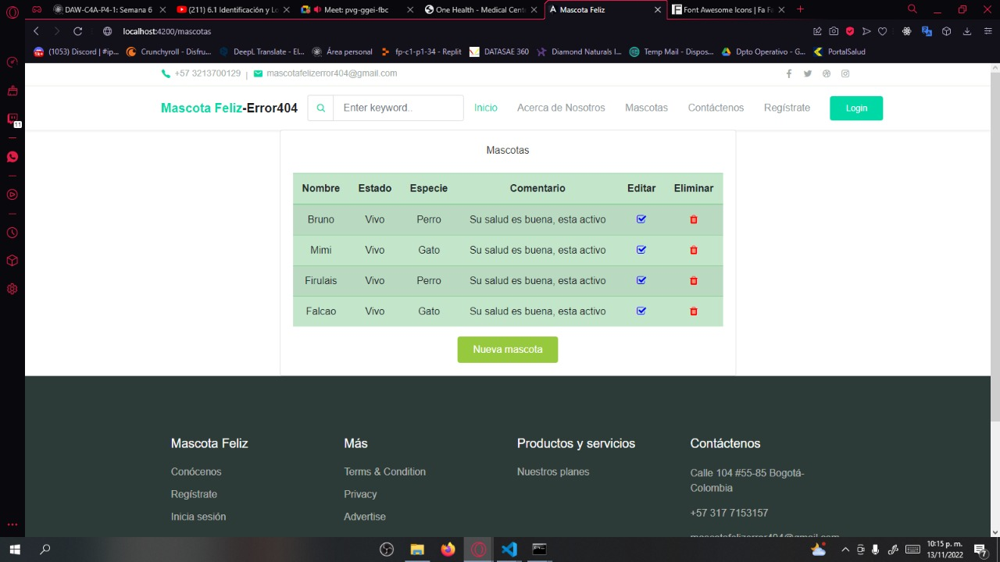 DAW-C4A-P4-1: Semana 6
(211) 6.1 Identificación y Lo
Meet: pvg-ggei-fbc
One Health - Medical Cente
Mascota Feliz
Font Awesome Icons | Fa Fa
localhost:4200/mascotas
(1053) Discord | #ip...
Crunchyroll - Disfru...
DeepL Translate - El...
Área personal
fp-c1-p1-34 - Replit
DATASAE 360
Diamond Naturals I...
Temp Mail - Dispos...
Dpto Operativo - G...
PortalSalud
+57 3213700129 | mascotafelizerror404@gmail.com
Mascota Feliz-Error404
Enter keyword..
Inicio
Acerca de Nosotros
Mascotas
Contáctenos
Regístrate
Login
11
Mascotas
Nombre Estado Especie Comentario Editar Eliminar
Bruno Vivo Perro Su salud es buena, esta activo
Mimi Vivo Gato Su salud es buena, esta activo
Firulais Vivo Perro Su salud es buena, esta activo
Falcao Vivo Gato Su salud es buena, esta activo
Nueva mascota
Mascota Feliz
Conócenos
Regístrate
Inicia sesión
Más
Terms & Condition
Privacy
Advertise
Productos y servicios
Nuestros planes
Contáctenos
Calle 104 #55-85 Bogotá-
Colombia
+57 317 7153157
mascotafelizerror404@gmail.com
10:15 p. m.
13/11/2022
7